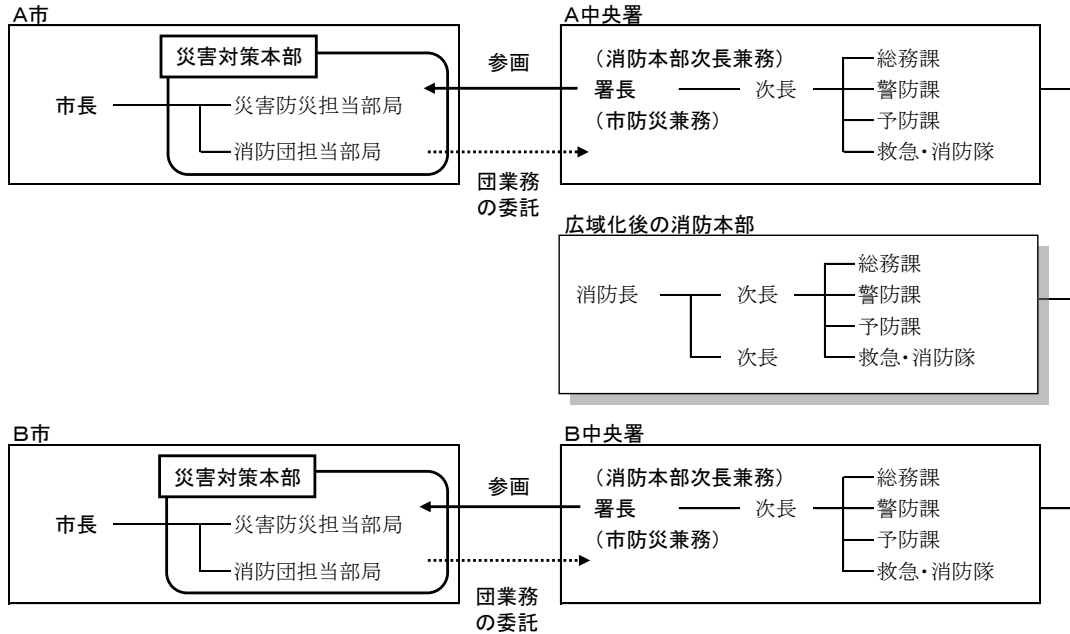 A市
災害対策本部
市長
災害防災担当部局
消防団担当部局
参画
団業務
の委託
A中央署
(消防本部次長兼務)
署長
(市防災兼務)
次長
総務課
警防課
予防課
救急・消防隊
広域化後の消防本部
消防長
次長
次長
総務課
警防課
予防課
救急・消防隊
B市
災害対策本部
市長
災害防災担当部局
消防団担当部局
参画
団業務
の委託
B中央署
(消防本部次長兼務)
署長
(市防災兼務)
次長
総務課
警防課
予防課
救急・消防隊